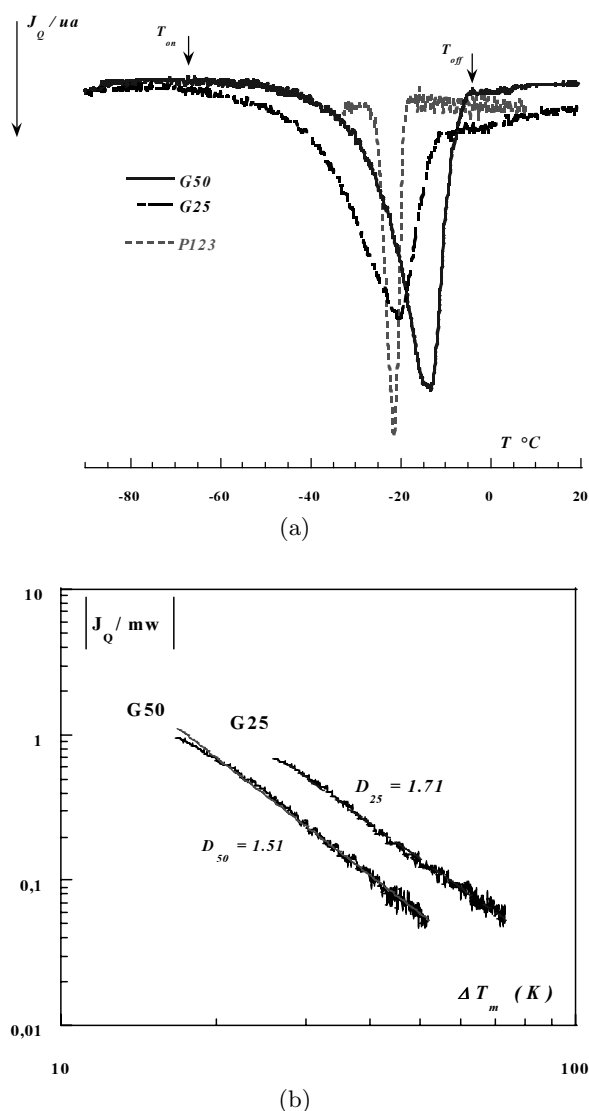 J_Q / ua
T_on
T_off
G50
G25
P123
T °C
-80 -60 -40 -20 0 20
(a)
10
J_Q / mw
G50
G25
1
D_25 = 1.71
D_50 = 1.51
0,1
Δ T_m (K)
0,01
10 100
(b)